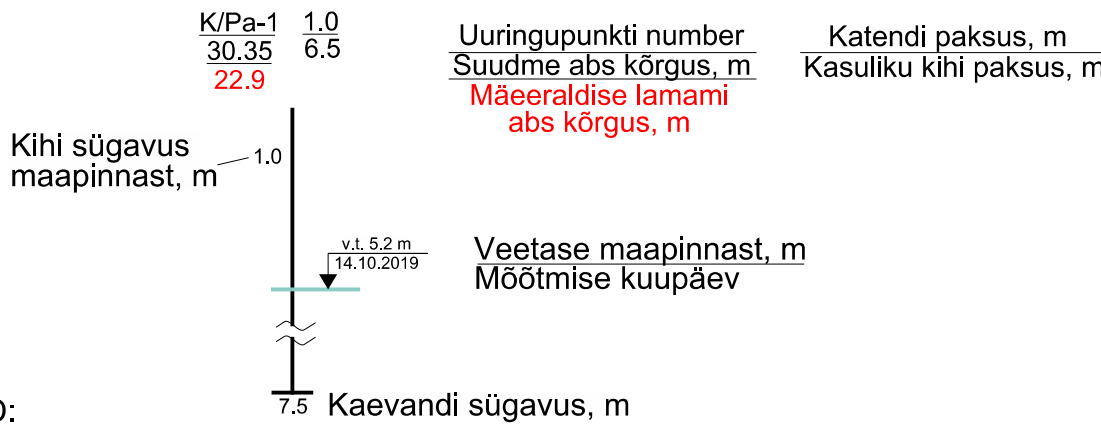 K/Pa-1 1.0
30.35 6.5
22.9
Uuringupunkti number
Suudme abs kõrgus, m
Mäeeraldise lamami
abs kõrgus, m
Katendi paksus, m
Kasuliku kihi paksus, m
Kihi sügavus
maapinnast, m
1.0
v.t. 5.2 m
14.10.2019
Veetase maapinnast, m
Mõõtmise kuupäev
7.5 Kaevandi sügavus, m